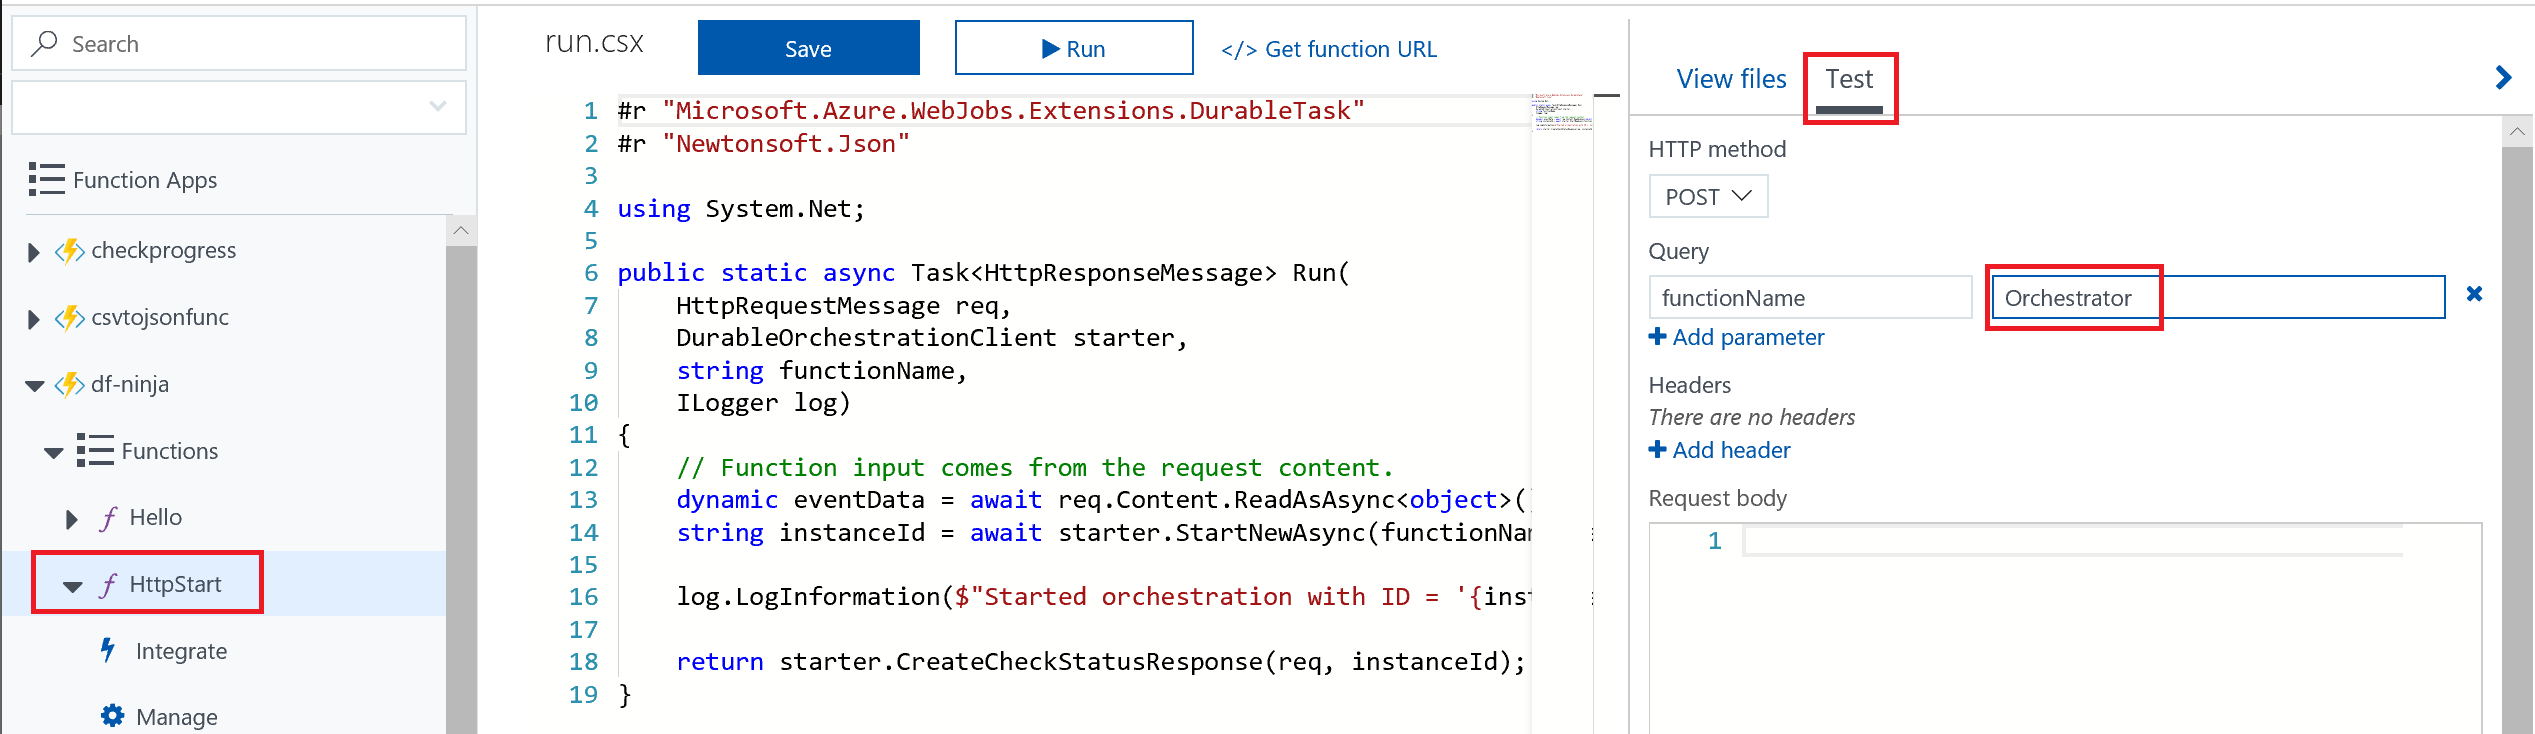 Search
Function Apps
checkprogress
csvtojsonfunc
df-ninja
Functions
Hello
HttpStart
Integrate
Manage
run.csx
Save
Run
</> Get function URL
1 #r "Microsoft.Azure.WebJobs.Extensions.DurableTask"
2 #r "Newtonsoft.Json"
3
4 using System.Net;
5
6 public static async Task<HttpResponseMessage> Run(
7     HttpRequestMessage req,
8     DurableOrchestrationClient starter,
9     string functionName,
10     ILogger log)
11 {
12     // Function input comes from the request content.
13     dynamic eventData = await req.Content.ReadAsAsync<object>()
14     string instanceId = await starter.StartNewAsync(functionNam
15
16     log.LogInformation($"Started orchestration with ID = '{inst
17
18     return starter.CreateCheckStatusResponse(req, instanceId);
19 }
View files
Test
HTTP method
POST
Query
functionName
Orchestrator
Add parameter
Headers
There are no headers
Add header
Request body
1